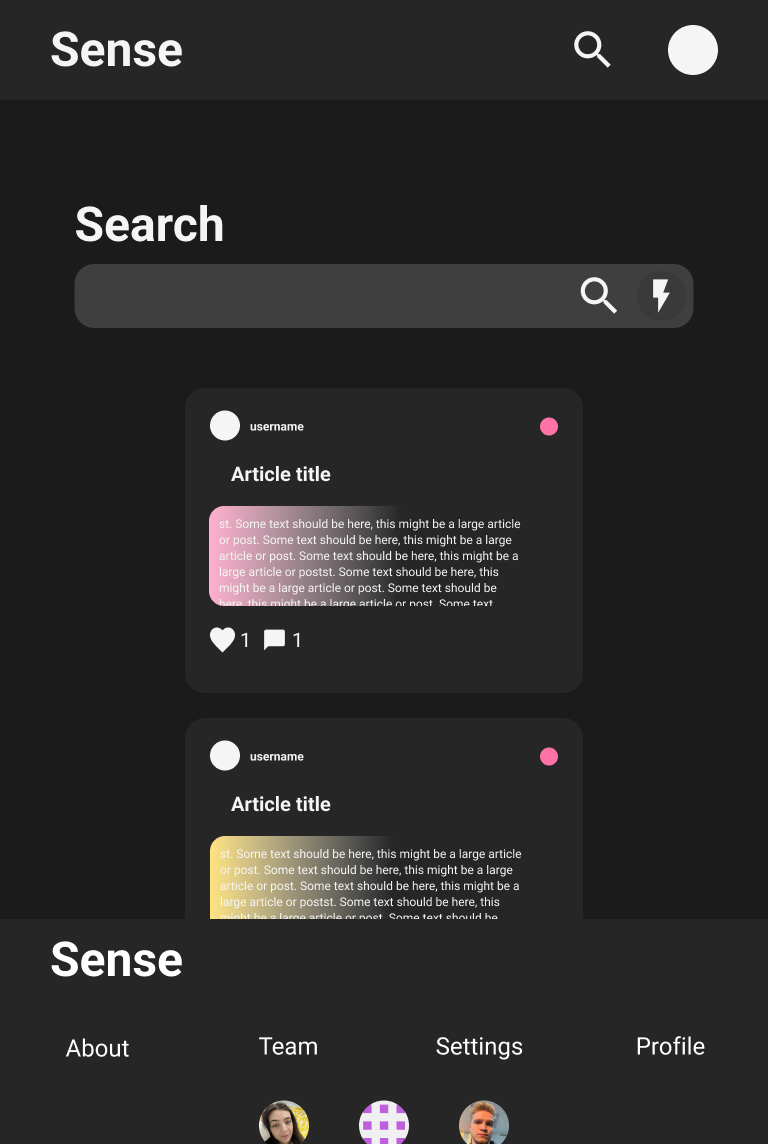 Sense
Search
username
Article title
st. Some text should be here, this might be a large article
or post. Some text should be here, this might be a large
article or post. Some text should be here, this might be a
large article or postst. Some text should be here, this
might be a large article or post. Some text should be
here, this might be a large article or post. Some text
1 1
username
Article title
st. Some text should be here, this might be a large article
or post. Some text should be here, this might be a large
article or post. Some text should be here, this might be a
large article or postst. Some text should be here, this
might be a large article or post. Some text should be
Sense
About Team Settings Profile